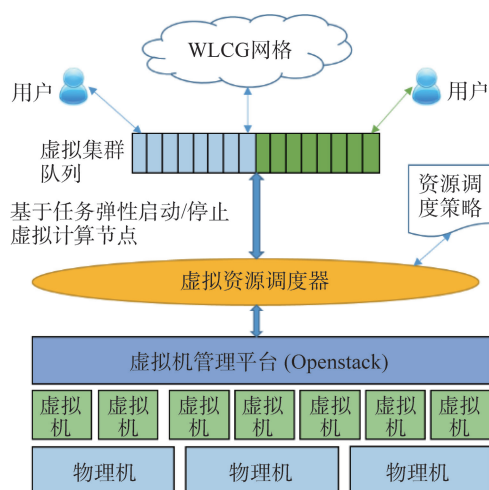 WLCG网格
用户
用户
虚拟集群
队列
资源调
度策略
基于任务弹性启动/停止
虚拟计算节点
虚拟资源调度器
虚拟机管理平台 (Openstack)
虚拟
机
虚拟
机
虚拟
机
虚拟
机
虚拟
机
虚拟
机
虚拟
机
物理机
物理机
物理机